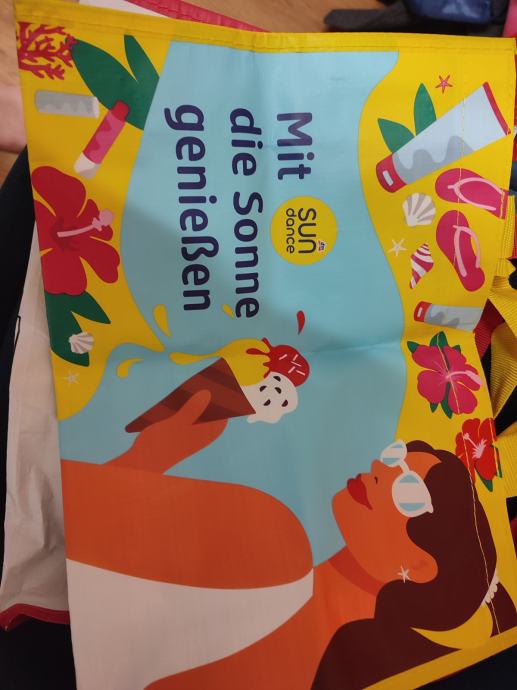 Mit
sun
dance
die Sonne
genießen